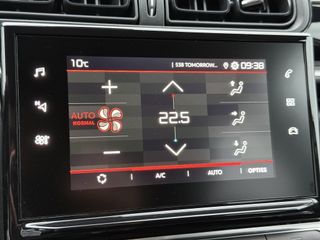 10°C | 538 TOMORROW... 09:38
AUTO
NORMAL
22.5
A/C AUTO OPTIES